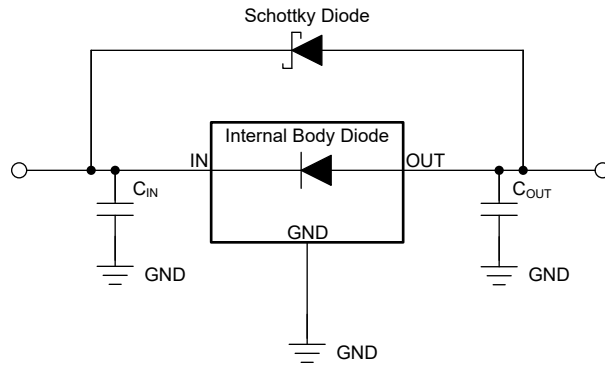 Schottky Diode
Internal Body Diode
IN
OUT
C_IN
C_OUT
GND
GND
GND
GND